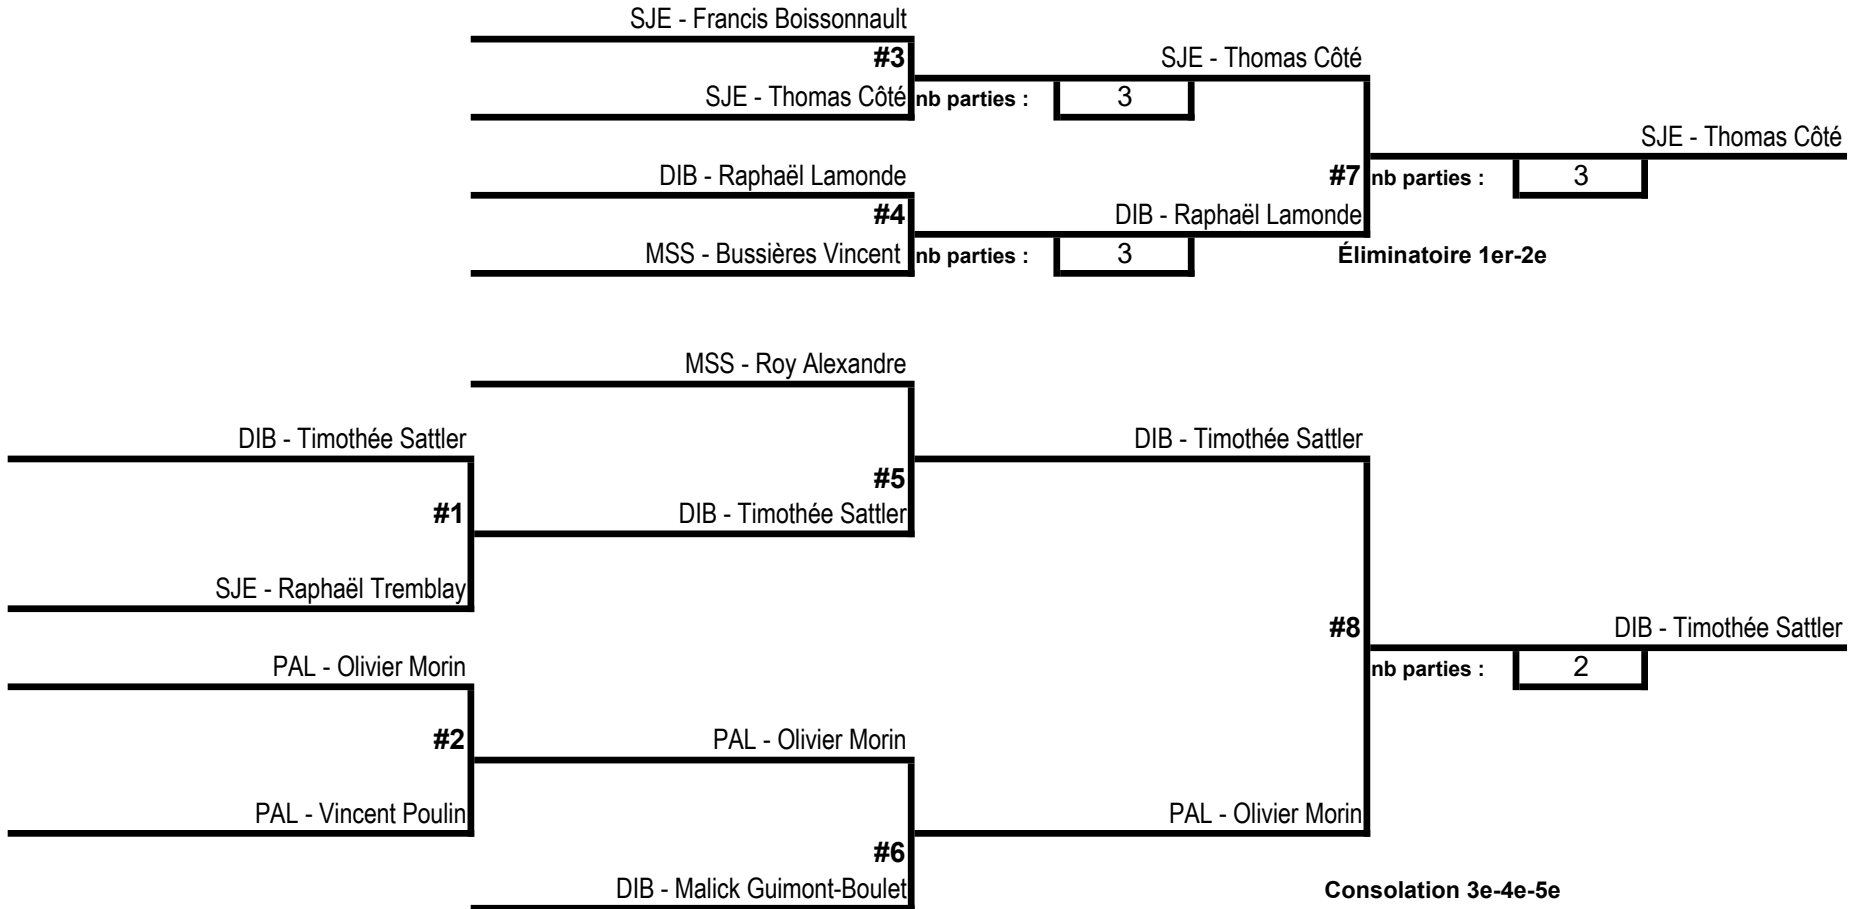 SJE - Francis Boissonnault
#3
SJE - Thomas Côté
SJE - Thomas Côté nb parties : 3
SJE - Thomas Côté
DIB - Raphaël Lamonde
#7 nb parties : 3
#4
DIB - Raphaël Lamonde
MSS - Bussières Vincent nb parties : 3
Éliminatoire 1er-2e
MSS - Roy Alexandre
DIB - Timothée Sattler
DIB - Timothée Sattler
#5
#1
DIB - Timothée Sattler
SJE - Raphaël Tremblay
#8
DIB - Timothée Sattler
PAL - Olivier Morin
nb parties : 2
#2
PAL - Olivier Morin
PAL - Vincent Poulin
PAL - Olivier Morin
#6
DIB - Malick Guimont-Boulet
Consolation 3e-4e-5e